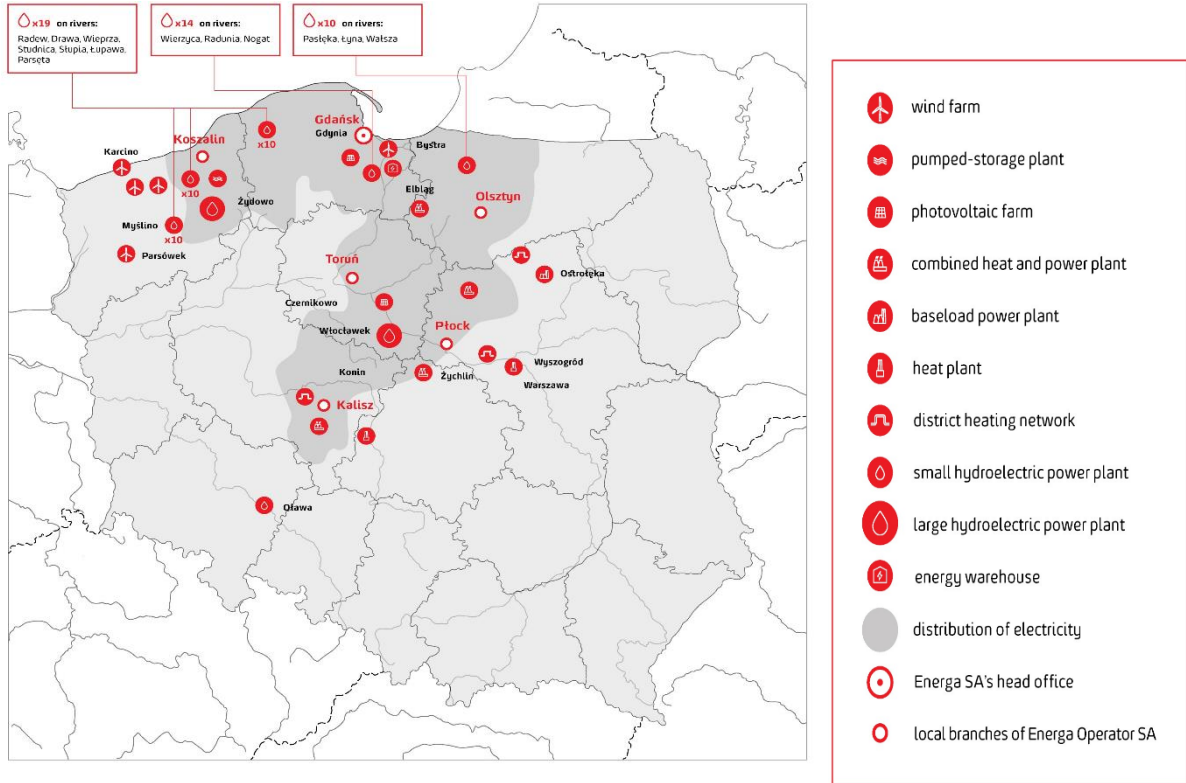 x19 on rivers:
Radew, Drawa, Wieprza,
Studnica, Słupia, Łupawa,
Parsęta
x14 on rivers:
Wierzyca, Radunia, Nogat
x10 on rivers:
Pasłęka, Łyna, Wałsza
Gdańsk
Gdynia
Koszalin
x10
Bystra
Karcino
x10
Elbląg
Olsztyn
Żydowo
Myślino
x10
Parsówek
Toruń
Ostrołęka
Czernikowo
Włocławek
Płock
Wyszogród
Konin
Żychlin
Warszawa
Kalisz
Oława
wind farm
pumped-storage plant
photovoltaic farm
combined heat and power plant
baseload power plant
heat plant
district heating network
small hydroelectric power plant
large hydroelectric power plant
energy warehouse
distribution of electricity
Energa SA's head office
local branches of Energa Operator SA